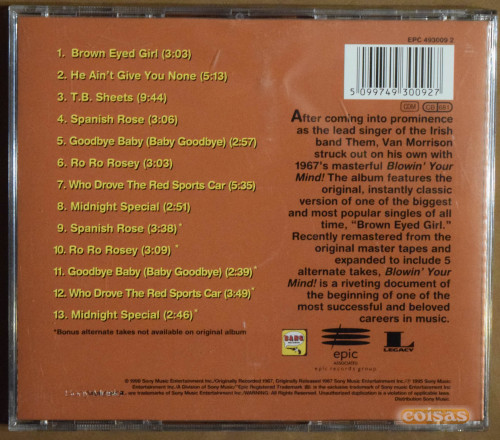 EPC 493009 2
5 099749 300927
1. Brown Eyed Girl (3:03)
2. He Ain't Give You None (5:13)
3. T.B. Sheets (9:44)
4. Spanish Rose (3:06)
5. Goodbye Baby (Baby Goodbye) (2:57)
6. Ro Ro Rosey (3:03)
7. Who Drove The Red Sports Car (5:35)
8. Midnight Special (2:51)
9. Spanish Rose (3:38)*
10. Ro Ro Rosey (3:09)*
11. Goodbye Baby (Baby Goodbye) (2:39)*
12. Who Drove The Red Sports Car (3:49)*
13. Midnight Special (2:46)*
*Bonus alternate takes not available on original album
After coming into prominence
as the lead singer of the Irish
band Them, Van Morrison
struck out on his own with
1967's masterful Blowin' Your
Mind! The album features the
original, instantly classic
version of one of the biggest
and most popular singles of all
time, "Brown Eyed Girl."
Recently remastered from the
original master tapes and
expanded to include 5
alternate takes, Blowin' Your
Mind! is a riveting document of
the beginning of one of the
most successful and beloved
careers in music.
BANG
epic
epic records group
L
LEGACY
Distribution Sony Music.
coisas